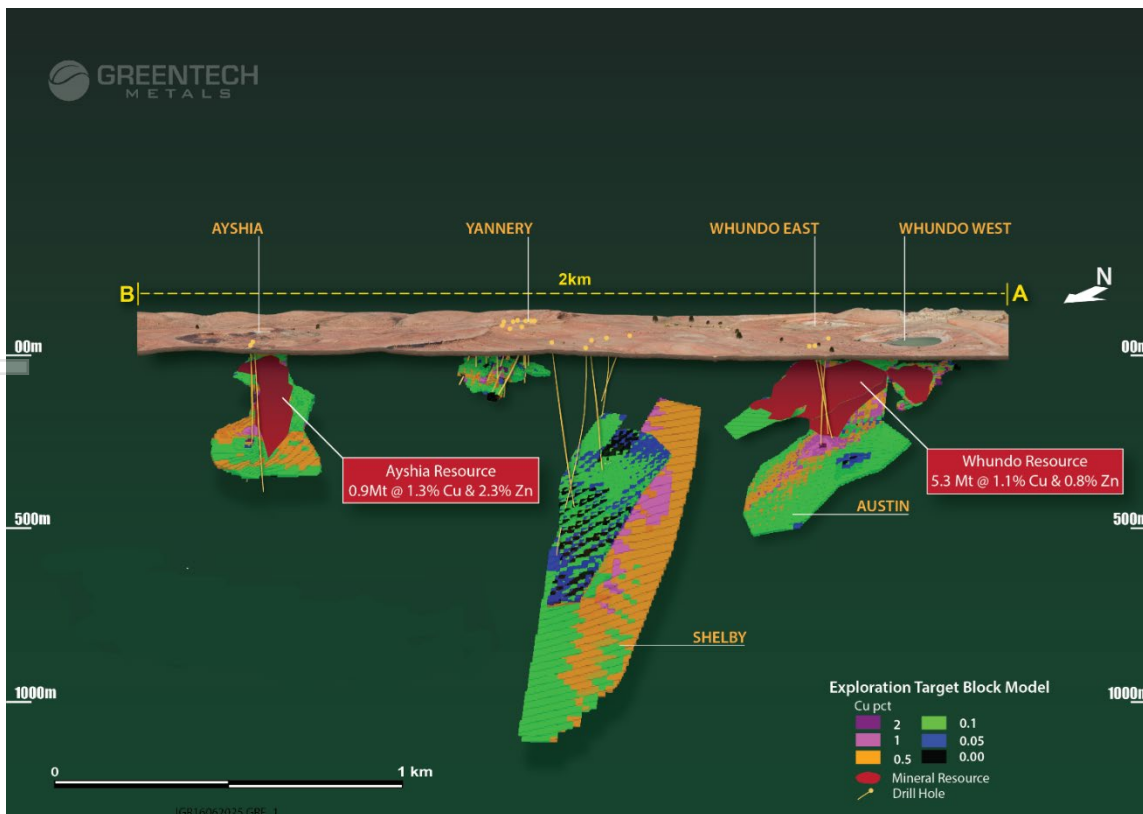 GREENTECH
METALS
AYSHIA
YANNERY
WHUNDO EAST
WHUNDO WEST
B
2km
A
N
00m
00m
Ayshia Resource
0.9Mt @ 1.3% Cu & 2.3% Zn
Whundo Resource
5.3 Mt @ 1.1% Cu & 0.8% Zn
AUSTIN
500m
500m
SHELBY
1000m
1000m
Exploration Target Block Model
Cu pct
2
1
0.5
0.1
0.05
0.00
Mineral Resource
Drill Hole
0
1 km